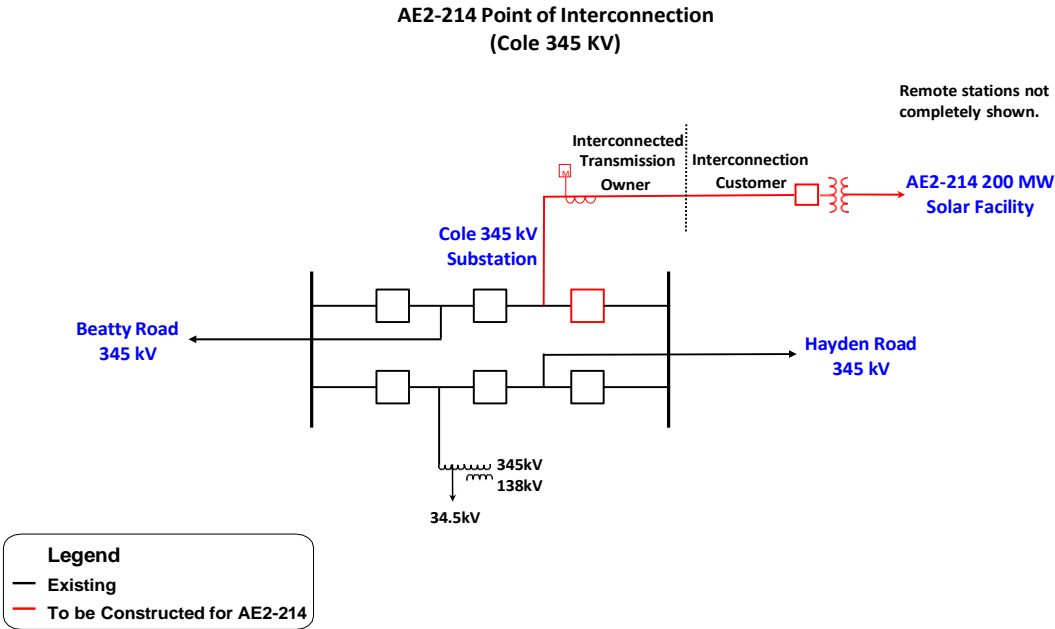 AE2-214 Point of Interconnection
(Cole 345 KV)
Remote stations not
completely shown.
Interconnected
Transmission
Owner
Interconnection
Customer
M
AE2-214 200 MW
Solar Facility
Cole 345 kV
Substation
Beatty Road
345 kV
Hayden Road
345 kV
345kV
138kV
34.5kV
Legend
Existing
To be Constructed for AE2-214